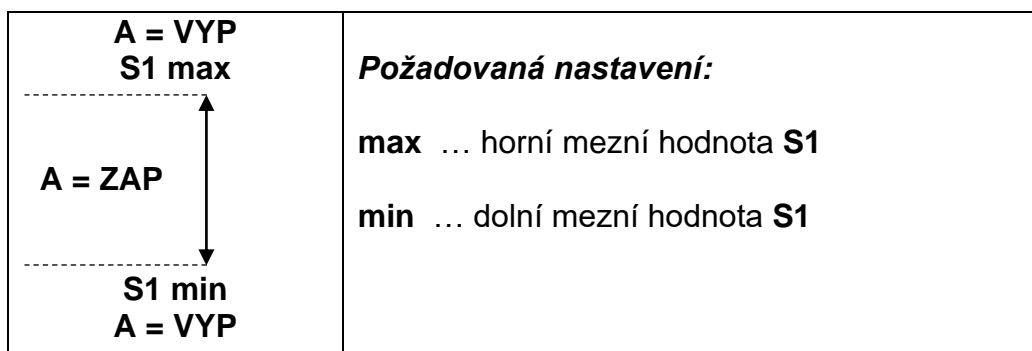 A = VYP
S1 max
A = ZAP
S1 min
A = VYP
Požadovaná nastavení:
max … horní mezní hodnota S1
min … dolní mezní hodnota S1